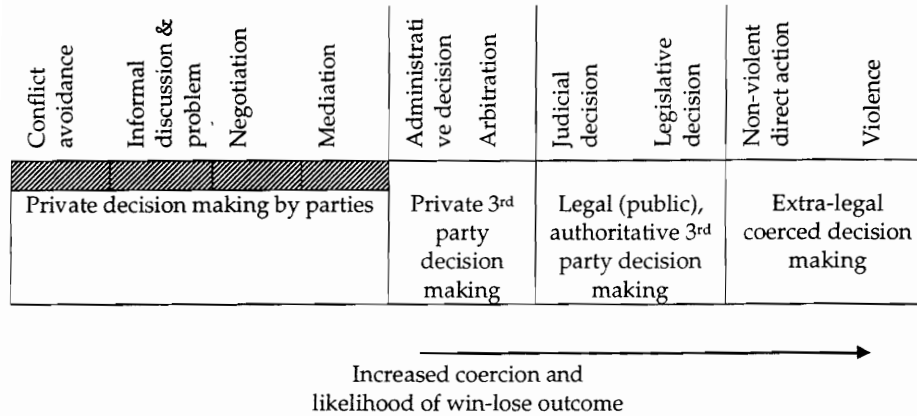 Conflict
avoidance
Informal
discussion &
problem
Negotiation
Mediation
Administrati
ve decision
Arbitration
Judicial
decision
Legislative
decision
Non-violent
direct action
Violence
Private decision making by parties
Private 3rd
party
decision
making
Legal (public),
authoritative 3rd
party decision
making
Extra-legal
coerced decision
making
Increased coercion and
likelihood of win-lose outcome